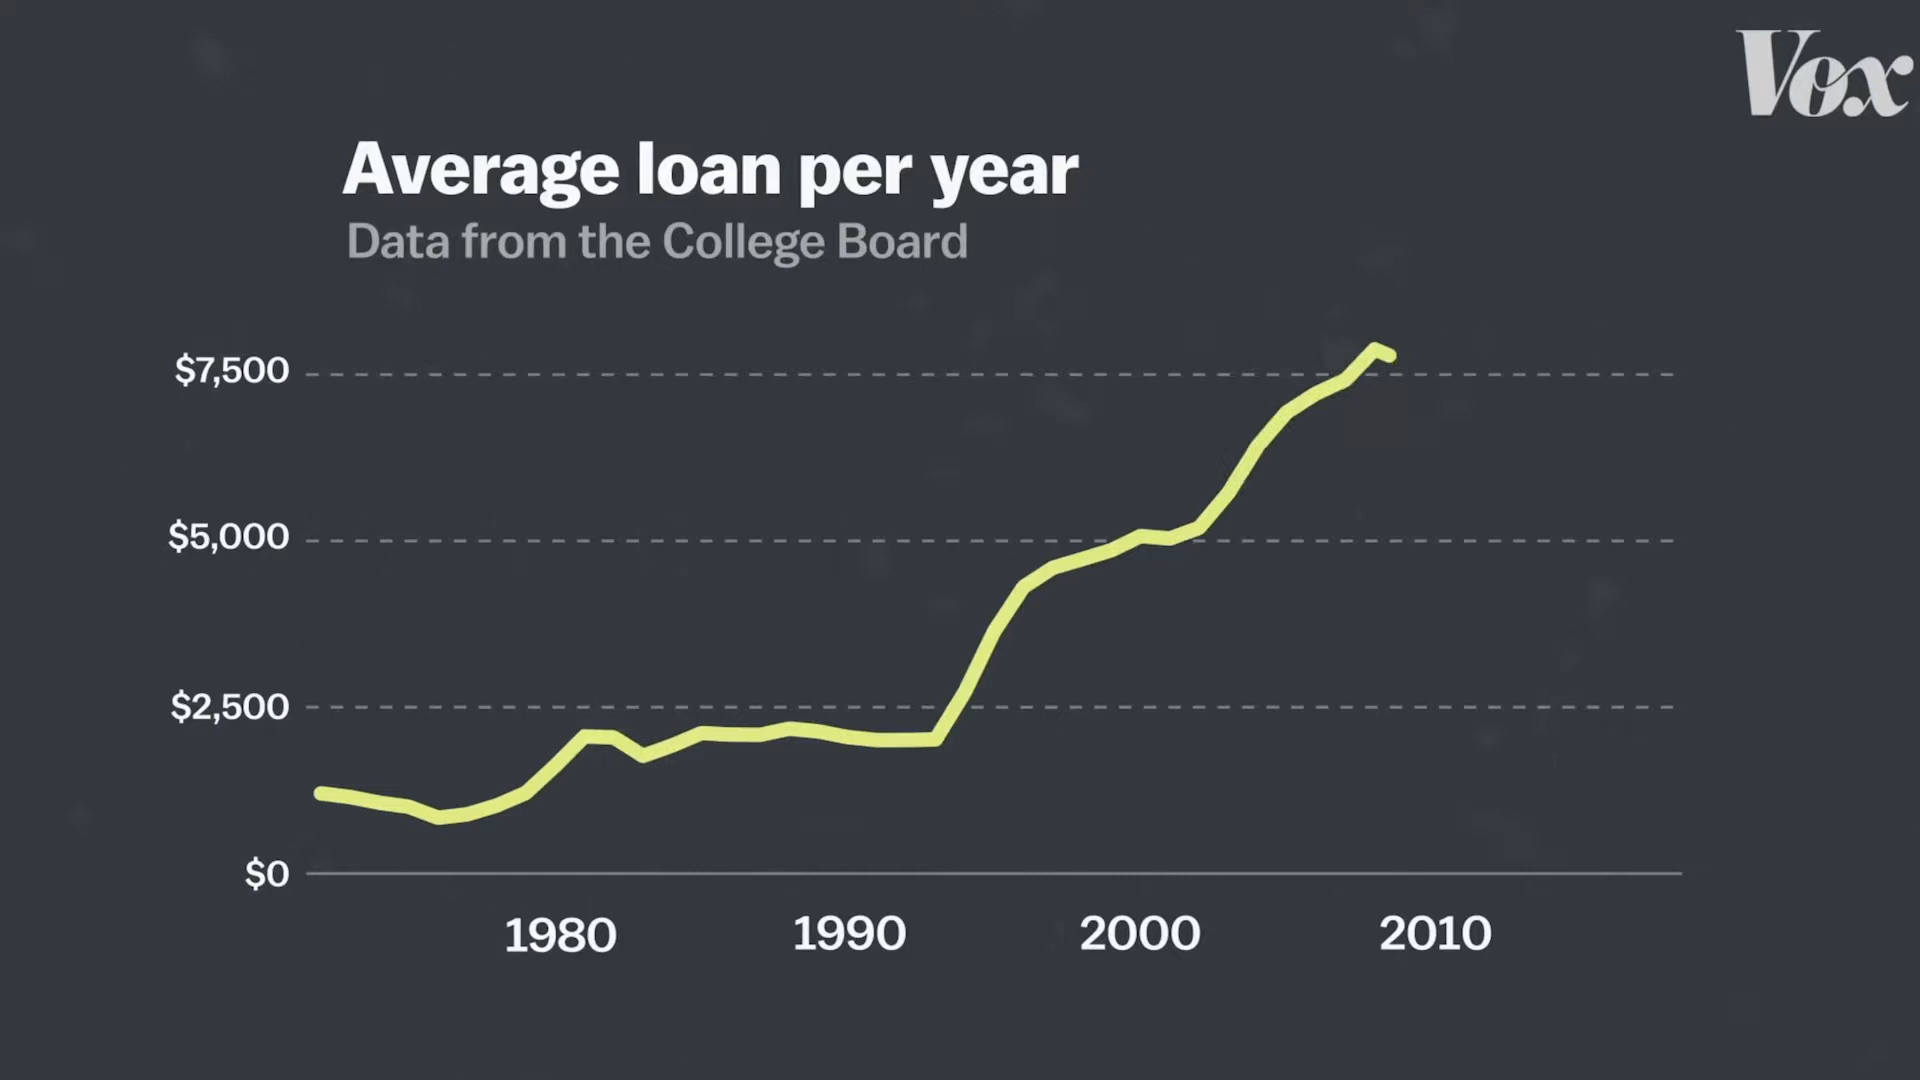 Vox
Average loan per year
Data from the College Board
$7,500
$5,000
$2,500
$0
1980 1990 2000 2010